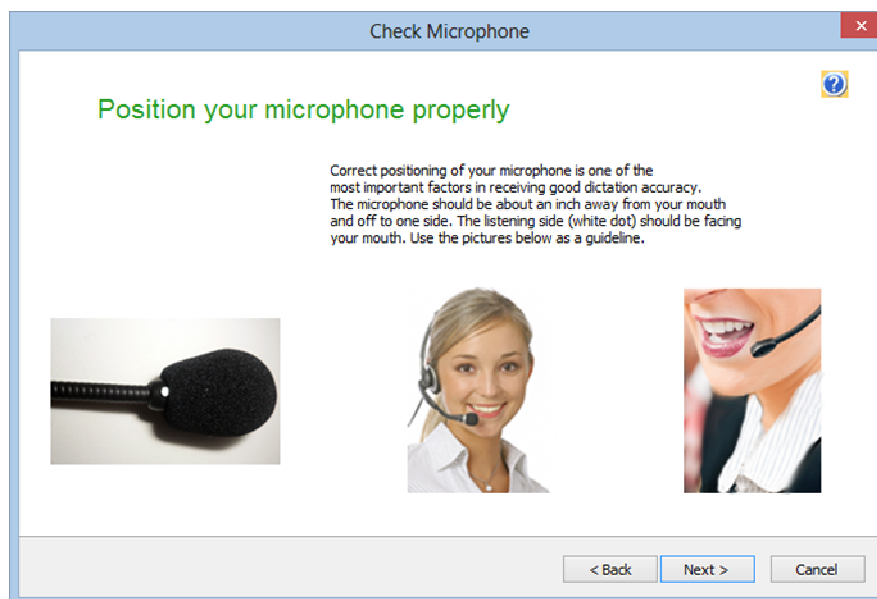 Check Microphone
Position your microphone properly
Correct positioning of your microphone is one of the
most important factors in receiving good dictation accuracy.
The microphone should be about an inch away from your mouth
and off to one side. The listening side (white dot) should be facing
your mouth. Use the pictures below as a guideline.
< Back Next > Cancel